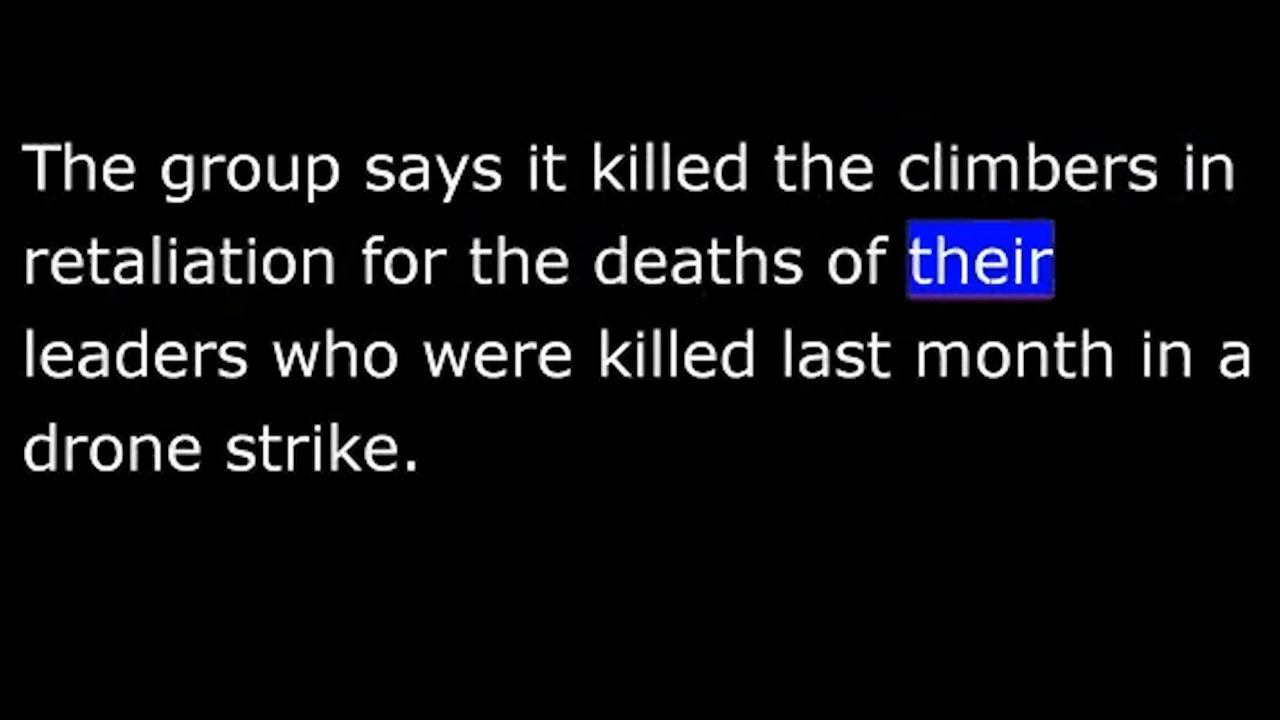 The group says it killed the climbers in
retaliation for the deaths of their
leaders who were killed last month in a
drone strike.